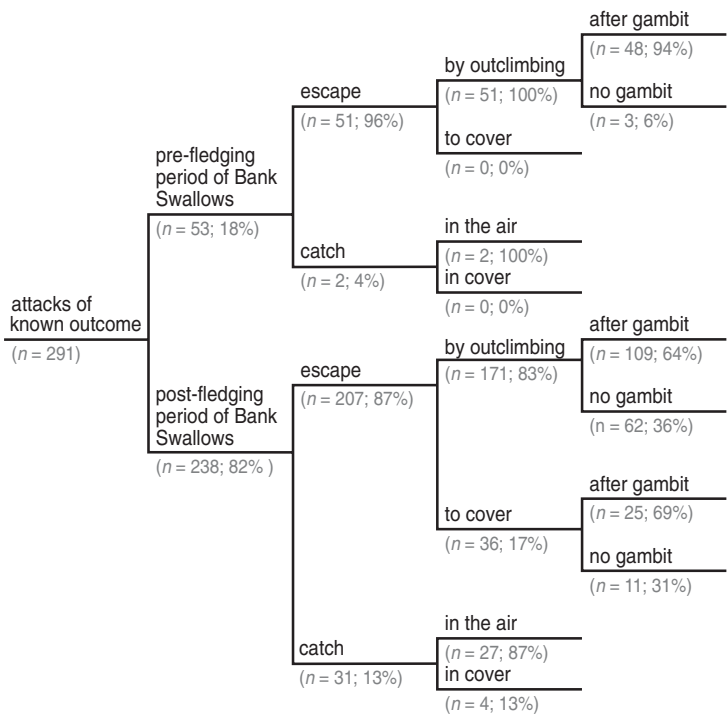 after gambit
(n = 48; 94%)
by outclimbing
(n = 51; 100%)
no gambit
(n = 3; 6%)
escape
(n = 51; 96%)
to cover
(n = 0; 0%)
pre-fledging
period of Bank
Swallows
(n = 53; 18%)
in the air
(n = 2; 100%)
catch
(n = 2; 4%)
in cover
(n = 0; 0%)
attacks of
known outcome
(n = 291)
after gambit
(n = 109; 64%)
by outclimbing
(n = 171; 83%)
no gambit
(n = 62; 36%)
escape
(n = 207; 87%)
post-fledging
period of Bank
Swallows
(n = 238; 82% )
after gambit
(n = 25; 69%)
to cover
(n = 36; 17%)
no gambit
(n = 11; 31%)
in the air
(n = 27; 87%)
catch
(n = 31; 13%)
in cover
(n = 4; 13%)